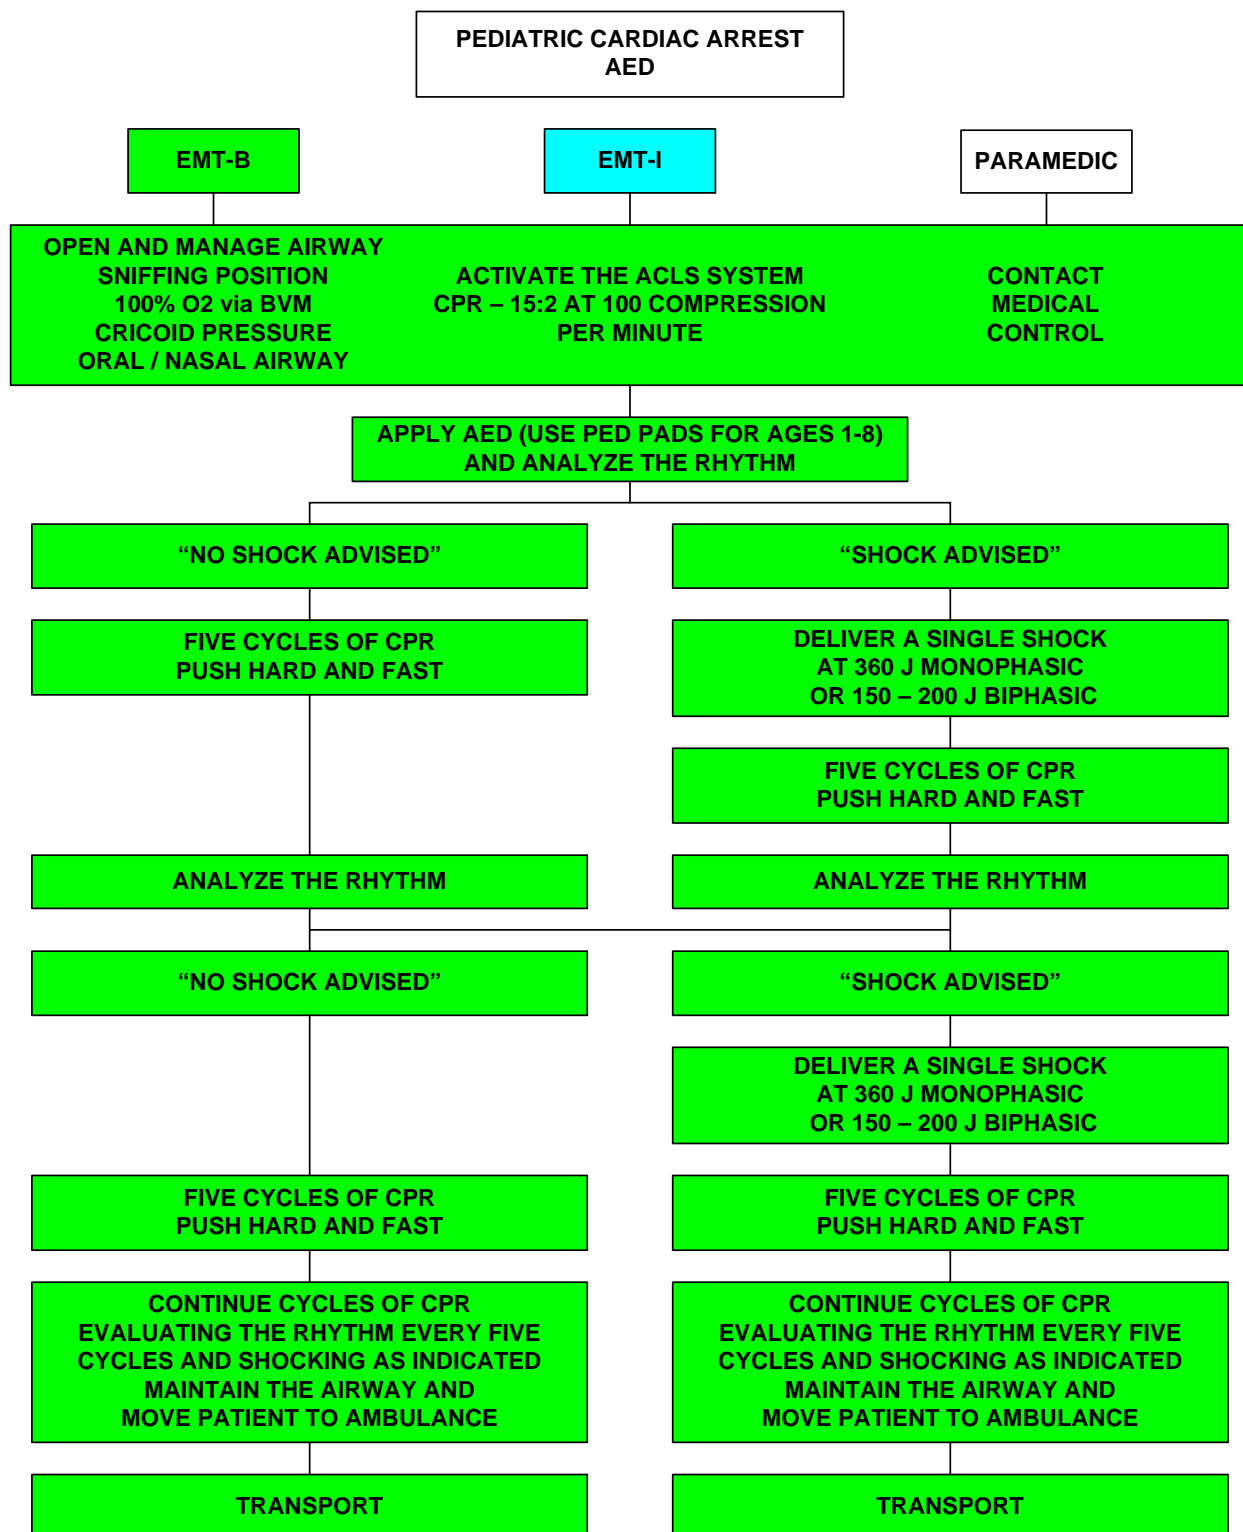 PEDIATRIC CARDIAC ARREST
AED
EMT-B
EMT-I
PARAMEDIC
OPEN AND MANAGE AIRWAY
SNIFFING POSITION
100% O2 via BVM
CRICOID PRESSURE
ORAL / NASAL AIRWAY
ACTIVATE THE ACLS SYSTEM
CPR – 15:2 AT 100 COMPRESSION
PER MINUTE
CONTACT
MEDICAL
CONTROL
APPLY AED (USE PED PADS FOR AGES 1-8)
AND ANALYZE THE RHYTHM
“NO SHOCK ADVISED”
“SHOCK ADVISED”
FIVE CYCLES OF CPR
PUSH HARD AND FAST
DELIVER A SINGLE SHOCK
AT 360 J MONOPHASIC
OR 150 – 200 J BIPHASIC
FIVE CYCLES OF CPR
PUSH HARD AND FAST
ANALYZE THE RHYTHM
ANALYZE THE RHYTHM
“NO SHOCK ADVISED”
“SHOCK ADVISED”
DELIVER A SINGLE SHOCK
AT 360 J MONOPHASIC
OR 150 – 200 J BIPHASIC
FIVE CYCLES OF CPR
PUSH HARD AND FAST
FIVE CYCLES OF CPR
PUSH HARD AND FAST
CONTINUE CYCLES OF CPR
EVALUATING THE RHYTHM EVERY FIVE
CYCLES AND SHOCKING AS INDICATED
MAINTAIN THE AIRWAY AND
MOVE PATIENT TO AMBULANCE
CONTINUE CYCLES OF CPR
EVALUATING THE RHYTHM EVERY FIVE
CYCLES AND SHOCKING AS INDICATED
MAINTAIN THE AIRWAY AND
MOVE PATIENT TO AMBULANCE
TRANSPORT
TRANSPORT